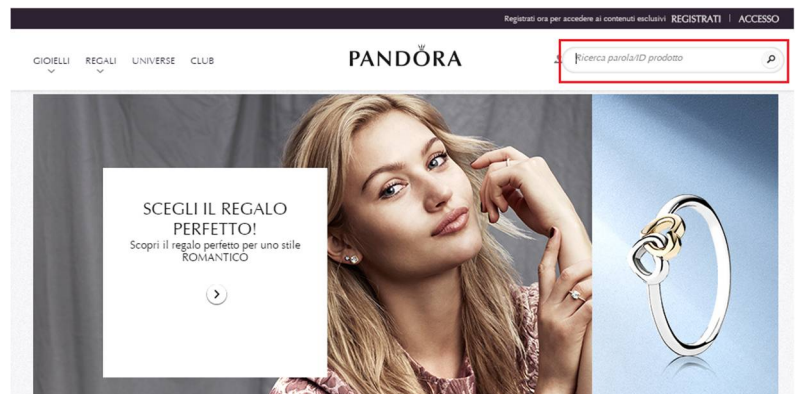 Registrati ora per accedere ai contenuti esclusivi REGISTRATI | ACCESSO
GIOIELLI REGALI UNIVERSE CLUB
PANDÖRA
Ricerca parola/ID prodotto
SCEGLI IL REGALO
PERFETTO!
Scopri il regalo perfetto per uno stile
ROMANTICO